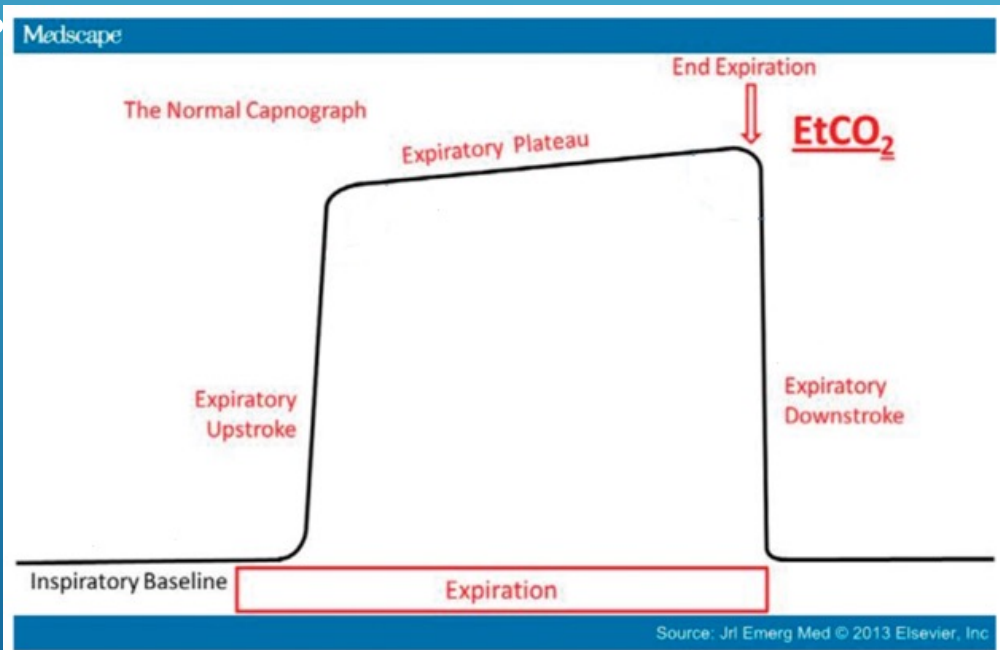 Medscape
End Expiration
The Normal Capnograph
EtCO₂
Expiratory Plateau
Expiratory
Upstroke
Expiratory
Downstroke
Inspiratory Baseline
Expiration
Source: Jrl Emerg Med © 2013 Elsevier, Inc